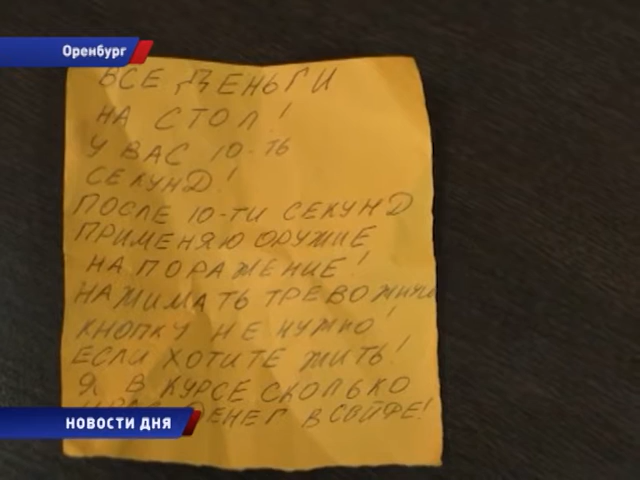 Оренбург
ВСЕ ДЕНЬГИ
НА СТОЛ!
У ВАС 10-ТЬ
СЕКУНД!
ПОСЛЕ 10-ТИ СЕКУНД
ПРИМЕНЯЮ ОРУЖИЕ
НА ПОРАЖЕНИЕ!
НАЖИМАТЬ
КНОПКУ НЕ НУЖНО!
ЕСЛИ ХОТИТЕ ЖИТЬ!
Я В КУРСЕ СКОЛЬКО
ДЕНЕГ В СЕЙФЕ!
НОВОСТИ ДНЯ